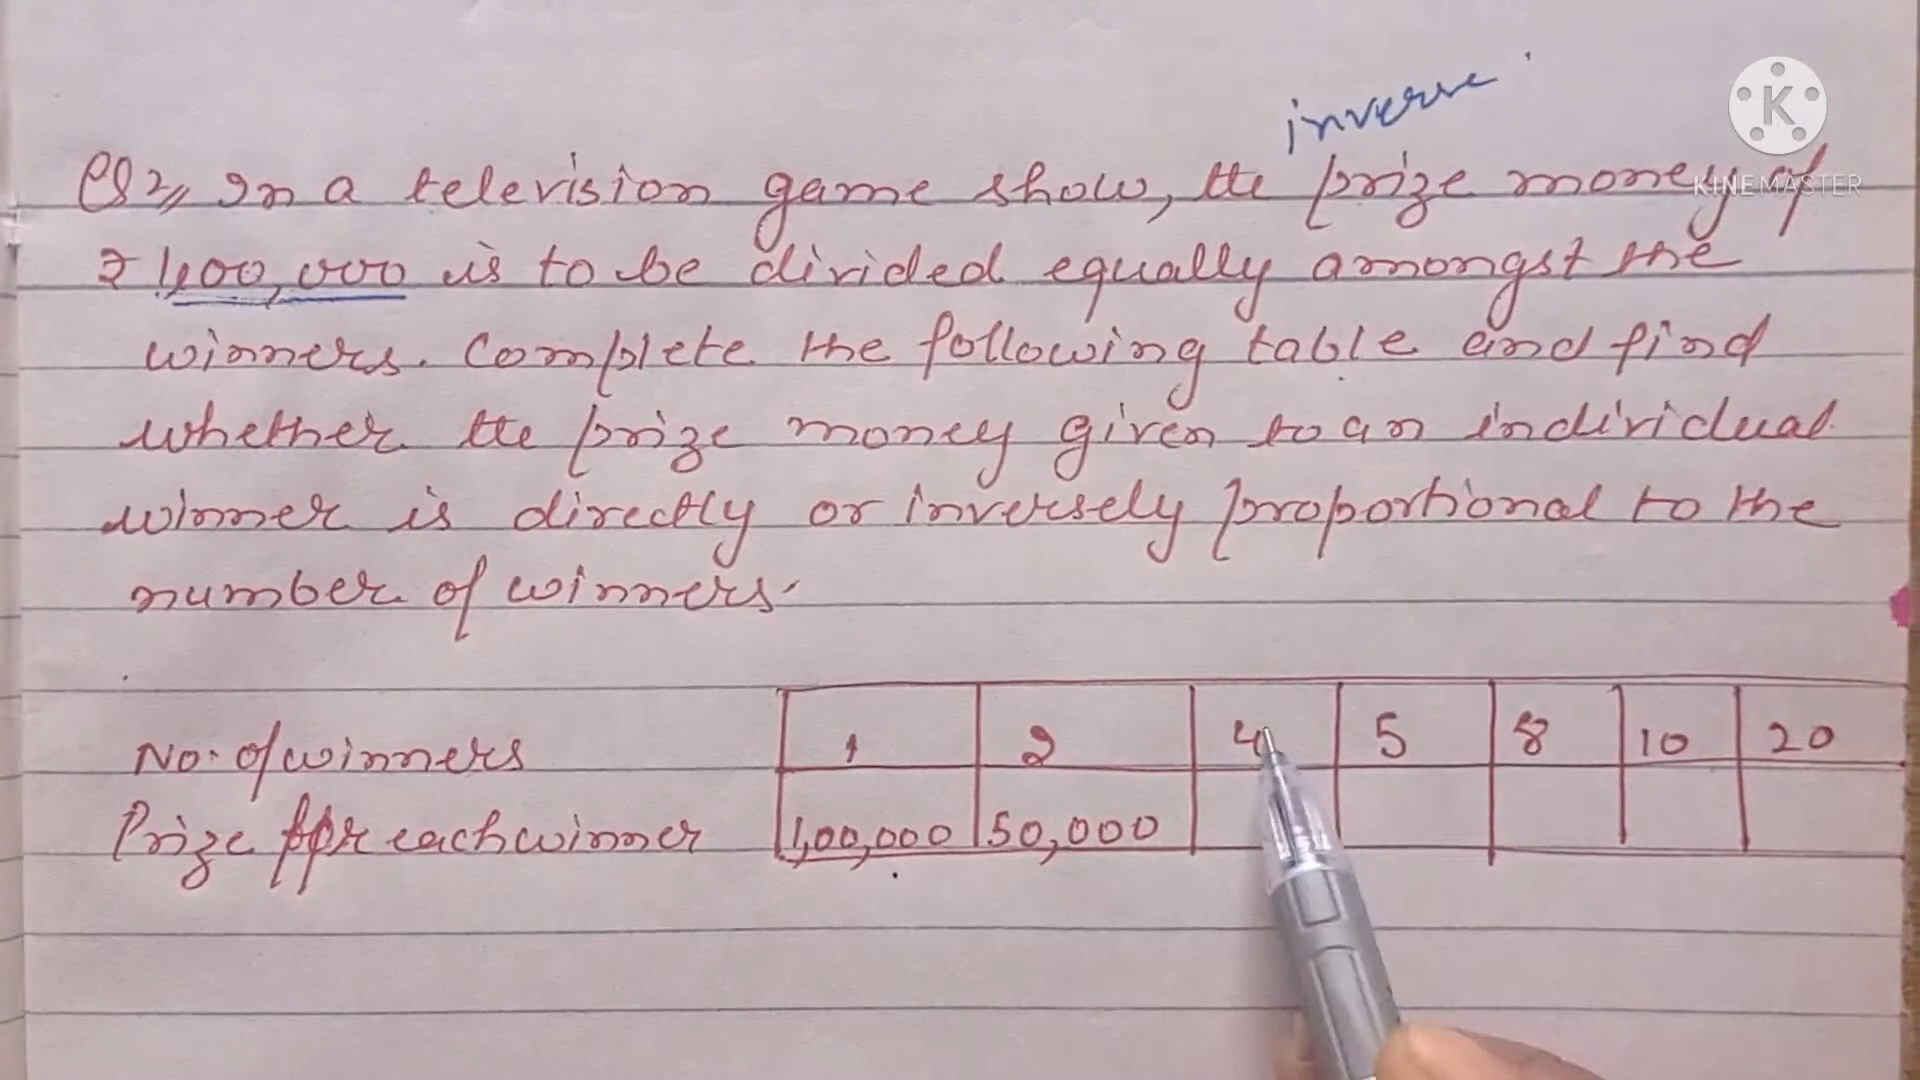 inverse
K
KINEMASTER
QS2, In a television game show, the prize money of
₹ 1,00,000 is to be divided equally amongst the
winners. Complete the following table and find
whether the prize money given to an individual
winner is directly or inversely proportional to the
number of winners.
No. of winners 1 2 4 5 8 10 20
Prize for each winner 1,00,000 50,000